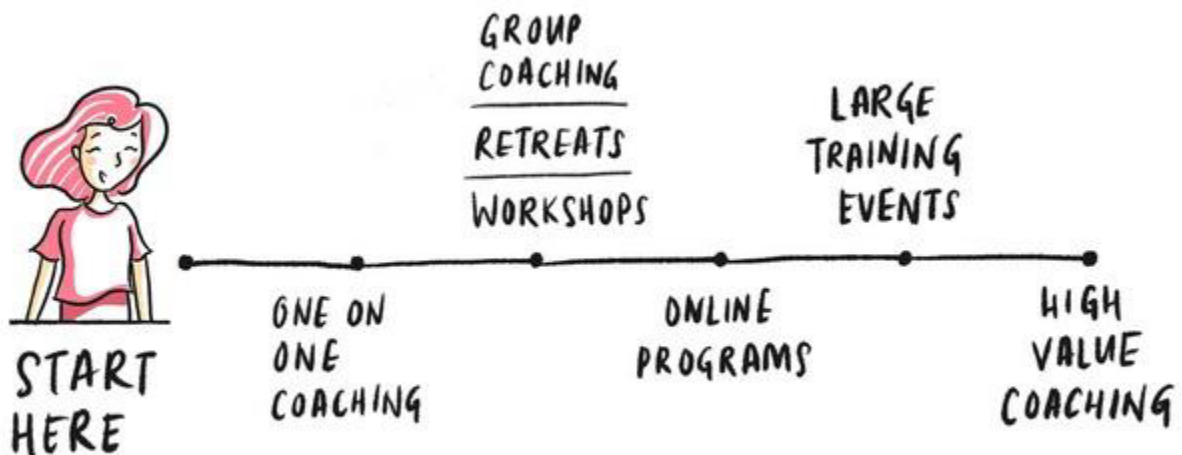 START
HERE
ONE ON
ONE
COACHING
GROUP
COACHING
RETREATS
WORKSHOPS
ONLINE
PROGRAMS
LARGE
TRAINING
EVENTS
HIGH
VALUE
COACHING